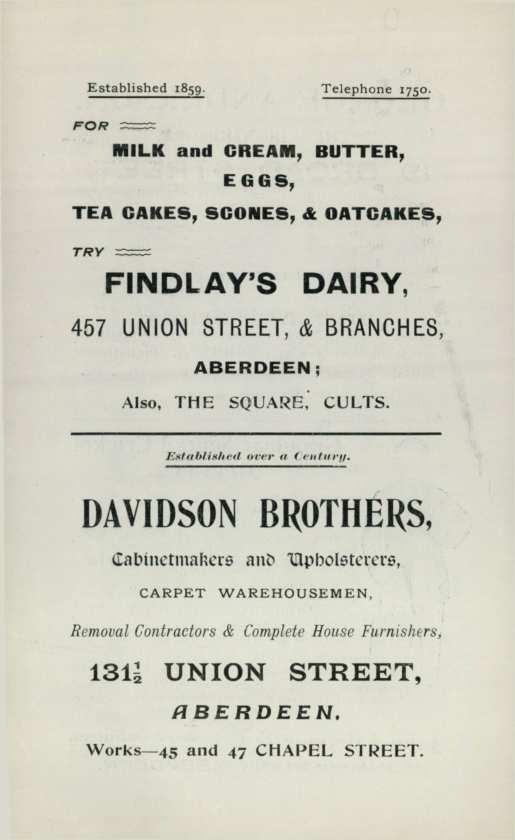 Established 1859. Telephone 1750.
FOR
MILK and CREAM, BUTTER,
EGGS,
TEA CAKES, SCONES, & OATCAKES,
TRY
FINDLAY'S DAIRY,
457 UNION STREET, & BRANCHES,
ABERDEEN;
Also, THE SQUARE, CULTS.
Established over a Century.
DAVIDSON BROTHERS,
Cabinetmakers and Upholsterers,
CARPET WAREHOUSEMEN,
Removal Contractors & Complete House Furnishers,
131½ UNION STREET,
ABERDEEN.
Works—45 and 47 CHAPEL STREET.